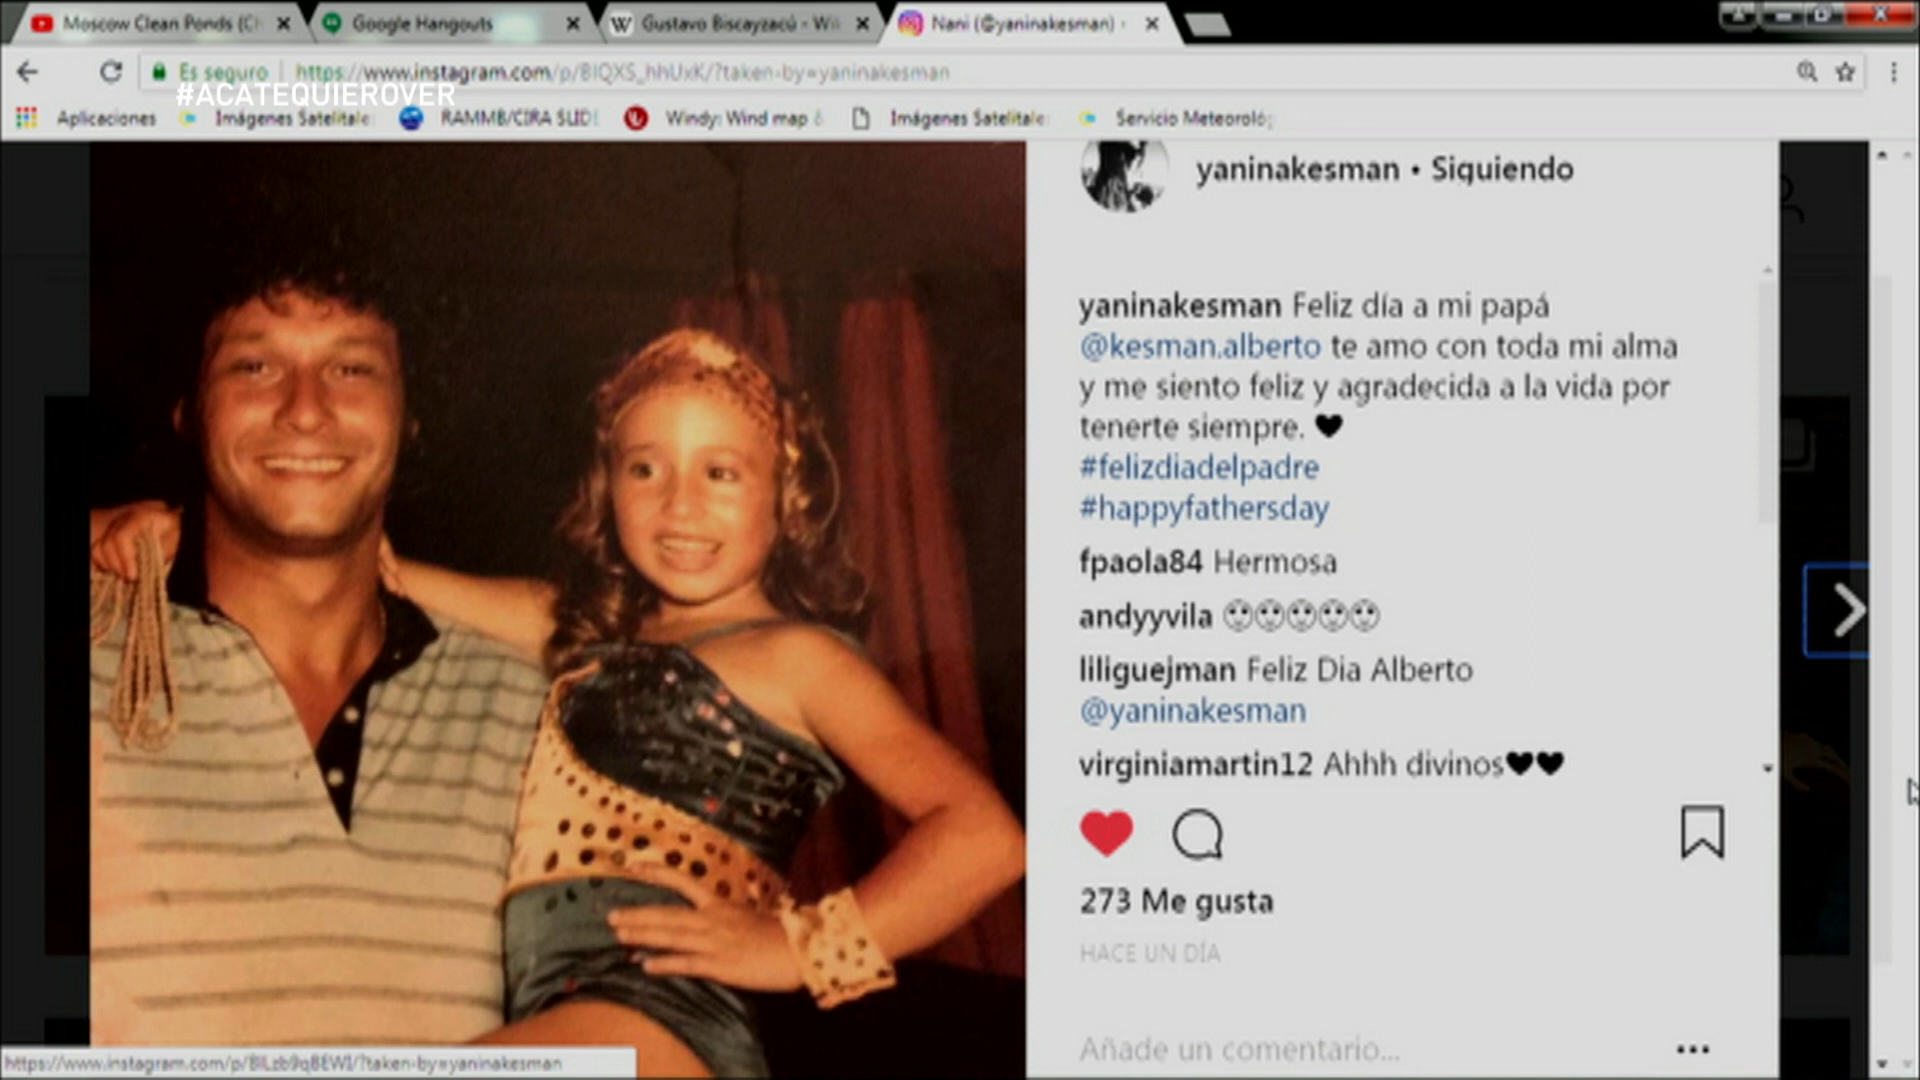 Moscow Clean Ponds (Ch
Google Hangouts
Gustavo Biscayzacú - Wi
Nani (@yaninakesman) ·
Es seguro
https://www.instagram.com/p/BIQXS_hhUxK/?taken-by=yaninakesman
#ACATEQUIEROVER
Aplicaciones
Imágenes Satelitale
RAMMB/CIRA SLID
Windy: Wind map &
Imágenes Satelitale
Servicio Meteoroló
yaninakesman • Siguiendo
yaninakesman Feliz día a mi papá
@kesman.alberto te amo con toda mi alma
y me siento feliz y agradecida a la vida por
tenerte siempre. 🖤
#felizdiadelpadre
#happyfathersday
fpaola84 Hermosa
andyyvila
liliguejman Feliz Dia Alberto
@yaninakesman
virginiamartin12 Ahhh divinos🖤🖤
273 Me gusta
HACE UN DÍA
Añade un comentario...
https://www.instagram.com/p/BILzb9qBEWI/?taken-by=yaninakesman